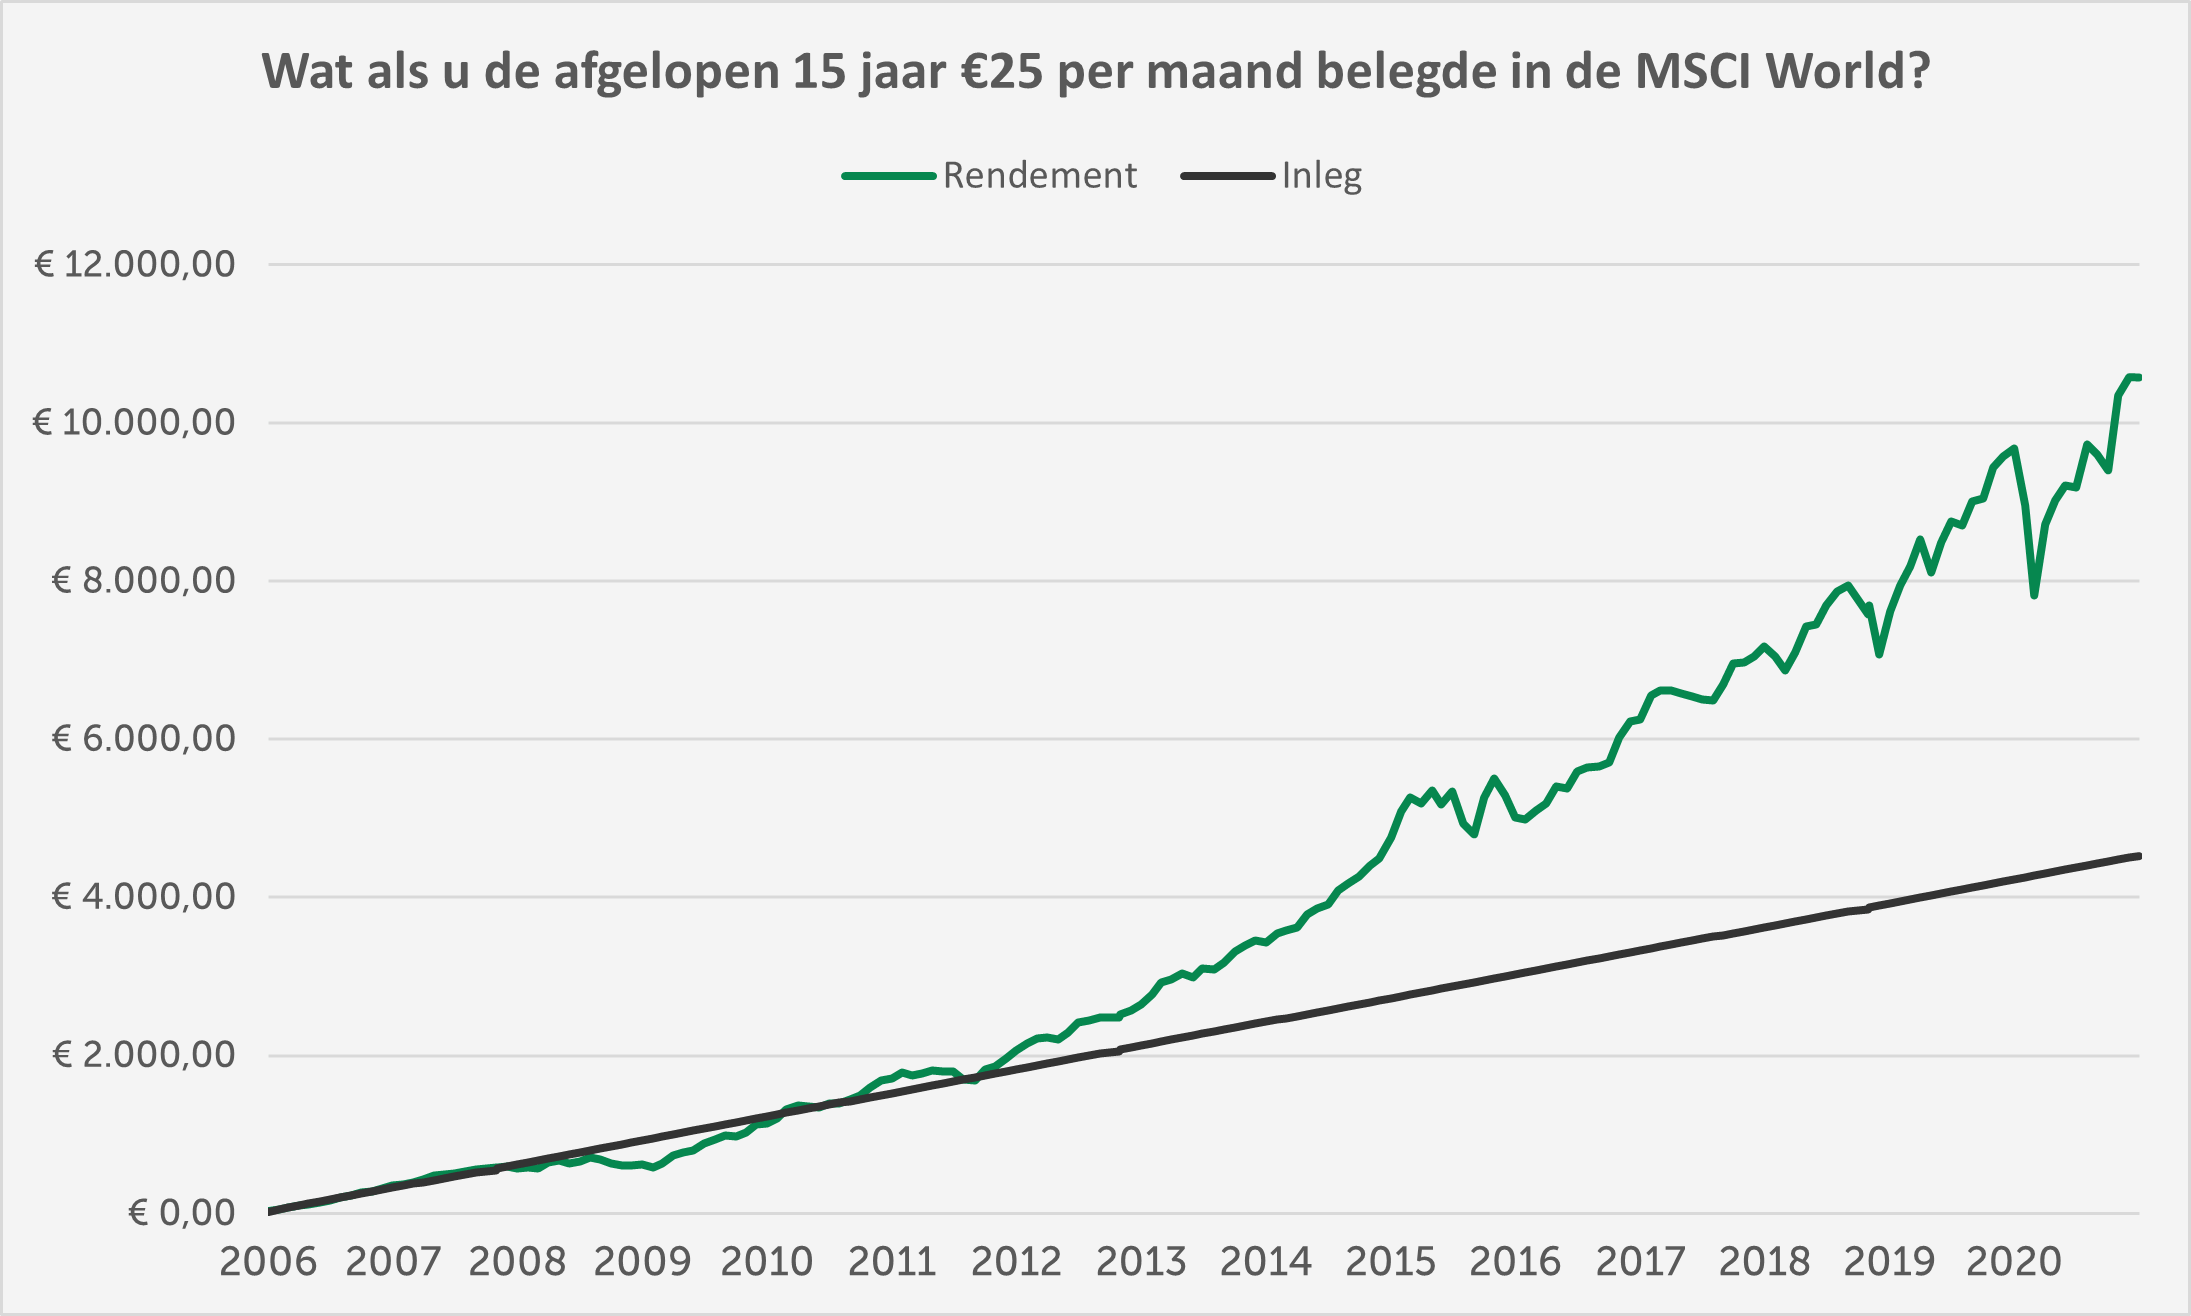 Wat als u de afgelopen 15 jaar €25 per maand belegde in de MSCI World?
Rendement Inleg
€ 12.000,00
€ 10.000,00
€ 8.000,00
€ 6.000,00
€ 4.000,00
€ 2.000,00
€ 0,00
2006 2007 2008 2009 2010 2011 2012 2013 2014 2015 2016 2017 2018 2019 2020